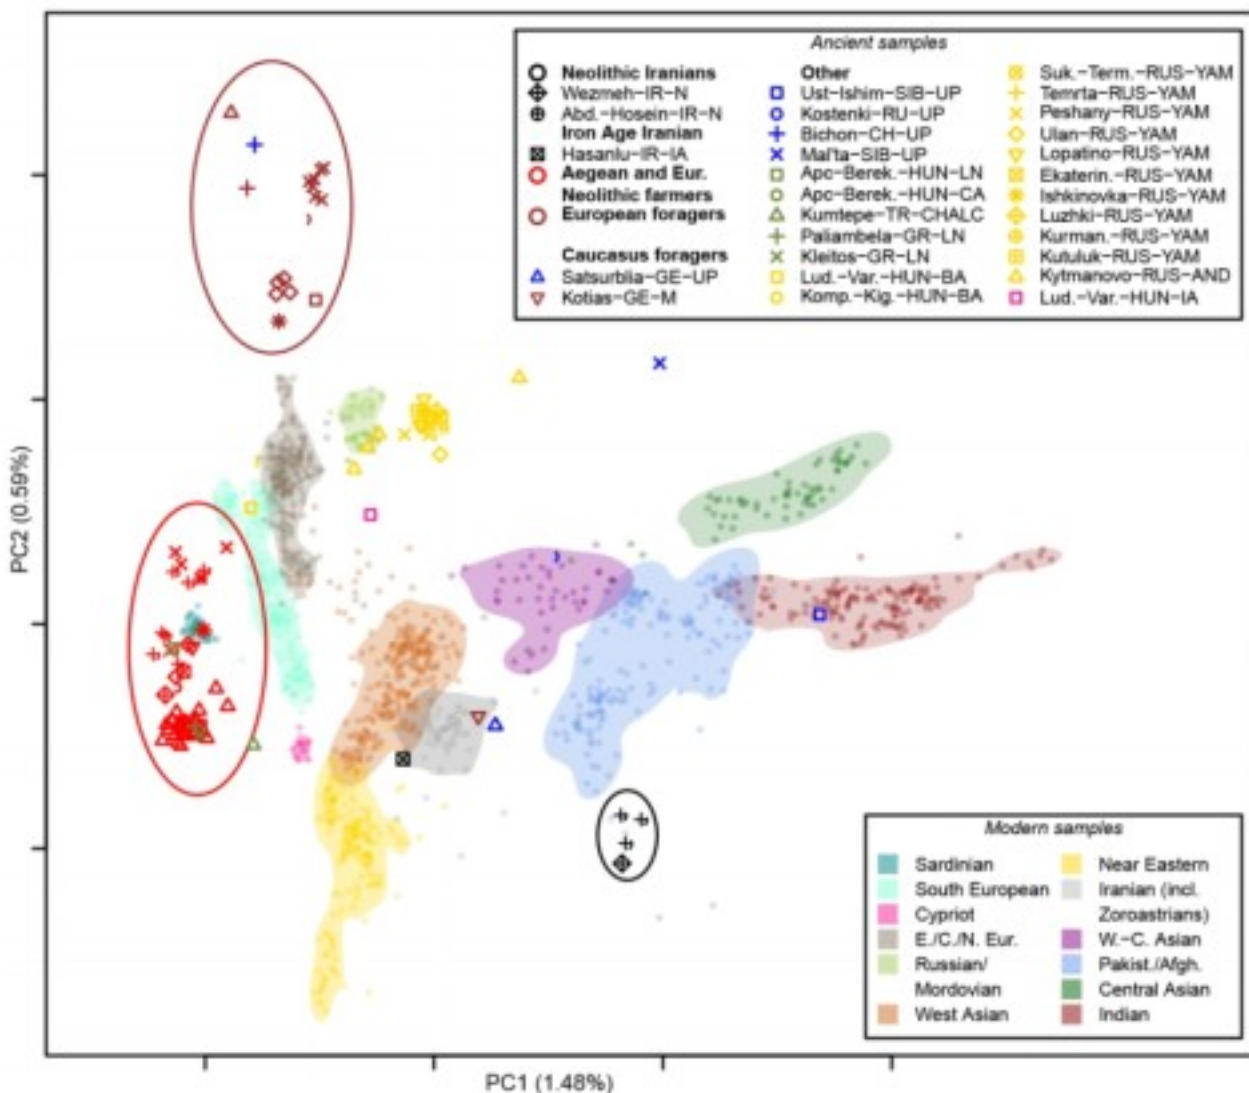 Ancient samples
Neolithic Iranians
Wezmeh-IR-N
Abd.-Hosein-IR-N
Iron Age Iranian
Hasanlu-IR-IA
Aegean and Eur.
Neolithic farmers
European foragers
Caucasus foragers
Satsurblia-GE-UP
Kotias-GE-M
Other
Ust-Ishim-SIB-UP
Kostenki-RU-UP
Bichon-CH-UP
Mal'ta-SIB-UP
Apc-Berek.-HUN-LN
Apc-Berek.-HUN-CA
Kumtepe-TR-CHALC
Paliambela-GR-LN
Kleitos-GR-LN
Lud.-Var.-HUN-BA
Komp.-Kig.-HUN-BA
Suk.-Term.-RUS-YAM
Temrta-RUS-YAM
Peshany-RUS-YAM
Ulan-RUS-YAM
Lopatino-RUS-YAM
Ekaterin.-RUS-YAM
Ishkinovka-RUS-YAM
Luzhki-RUS-YAM
Kurman.-RUS-YAM
Kutuluk-RUS-YAM
Kytmanovo-RUS-AND
Lud.-Var.-HUN-IA
PC2 (0.59%)
Modern samples
Sardinian
South European
Cypriot
E./C./N. Eur.
Russian/
Mordovian
West Asian
Near Eastern
Iranian (incl.
Zoroastrians)
W.-C. Asian
Pakist./Afgh.
Central Asian
Indian
PC1 (1.48%)